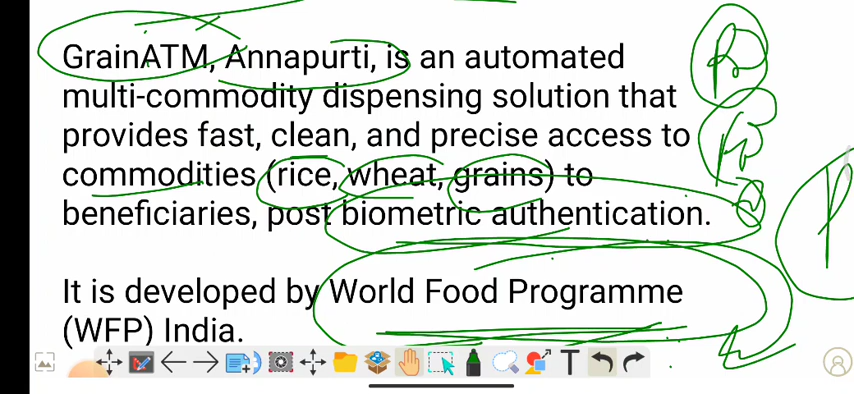 GrainATM, Annapurti, is an automated
multi-commodity dispensing solution that
provides fast, clean, and precise access to
commodities (rice, wheat, grains) to
beneficiaries, post biometric authentication.
It is developed by World Food Programme
(WFP) India.
T